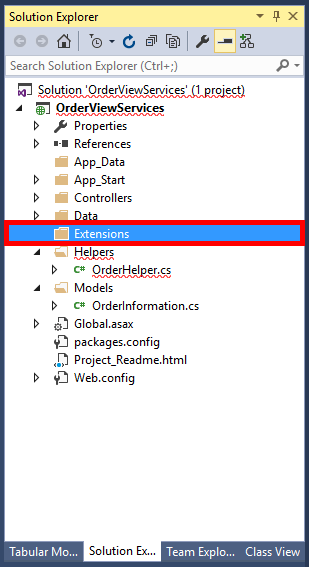 Solution Explorer
Search Solution Explorer (Ctrl+;)
Solution 'OrderViewServices' (1 project)
OrderViewServices
Properties
References
App_Data
App_Start
Controllers
Data
Extensions
Helpers
C# OrderHelper.cs
Models
C# OrderInformation.cs
Global.asax
packages.config
Project_Readme.html
Web.config
Tabular Mo... Solution Ex... Team Explo... Class View